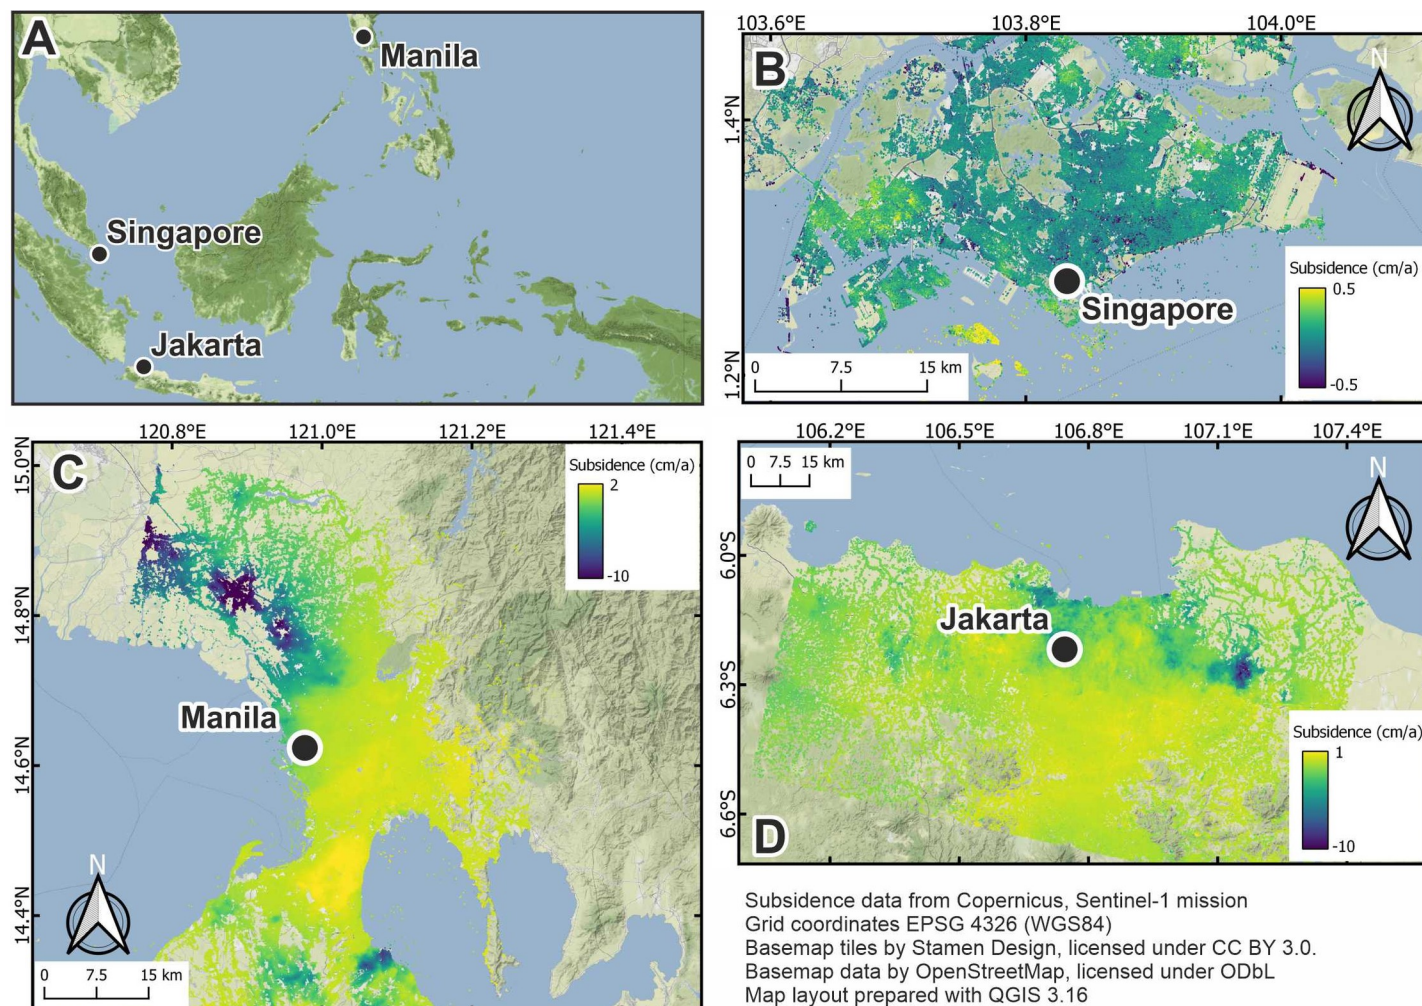 A
Manila
Singapore
Jakarta
103.6°E 103.8°E 104.0°E
B
N
1.4°N
1.2°N
Singapore
Subsidence (cm/a)
0.5
-0.5
0 7.5 15 km
120.8°E 121.0°E 121.2°E 121.4°E
C
15.0°N
14.8°N
14.6°N
14.4°N
Subsidence (cm/a)
2
-10
Manila
N
0 7.5 15 km
106.2°E 106.5°E 106.8°E 107.1°E 107.4°E
0 7.5 15 km
N
6.0°S
6.3°S
6.6°S
Jakarta
Subsidence (cm/a)
1
-10
D
Subsidence data from Copernicus, Sentinel-1 mission
Grid coordinates EPSG 4326 (WGS84)
Basemap tiles by Stamen Design, licensed under CC BY 3.0.
Basemap data by OpenStreetMap, licensed under ODbL
Map layout prepared with QGIS 3.16